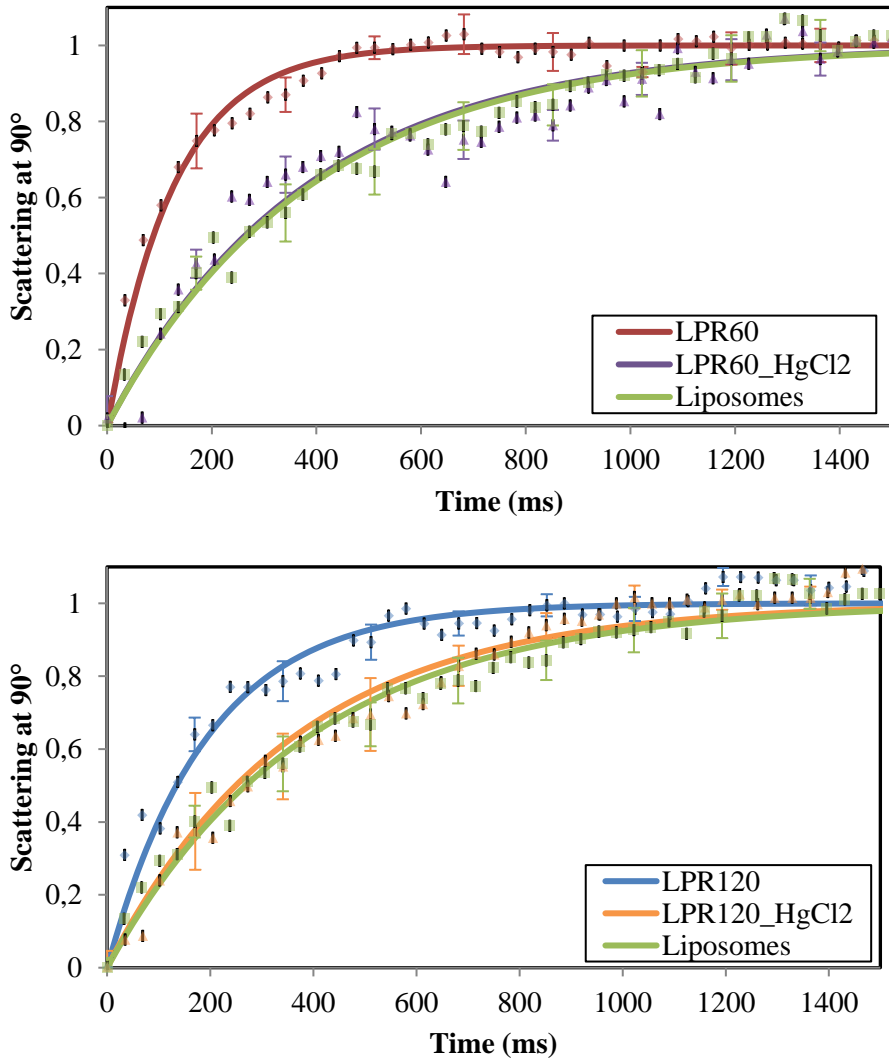 Scattering at 90°
1
0,8
0,6
0,4
0,2
0
LPR60
LPR60_HgCl2
Liposomes
0 200 400 600 800 1000 1200 1400
Time (ms)
Scattering at 90°
1
0,8
0,6
0,4
0,2
0
LPR120
LPR120_HgCl2
Liposomes
0 200 400 600 800 1000 1200 1400
Time (ms)